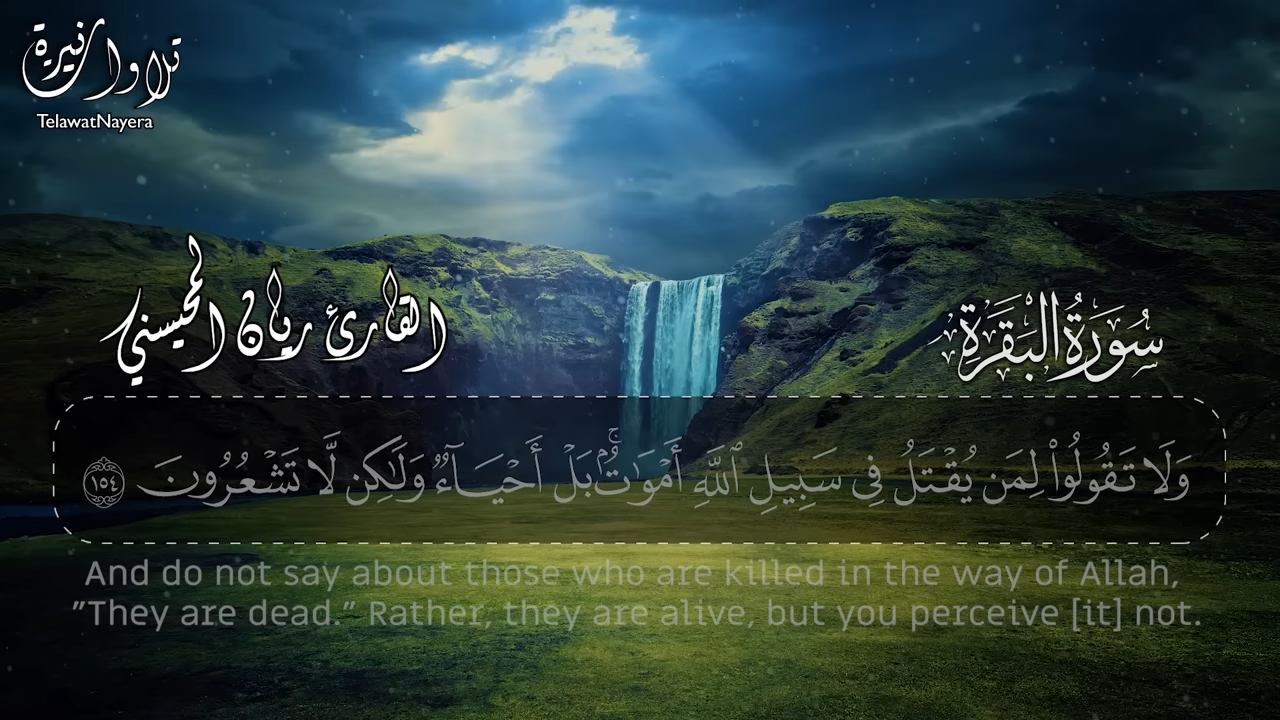 تلاوات نيرة
TelawatNayera
القارئ ريان المحيسني
سُورَةُ البَقَرَة
وَلَا تَقُولُوا۟ لِمَن يُقْتَلُ فِى سَبِيلِ ٱللَّهِ أَمْوَٰتٌۢ ۚ بَلْ أَحْيَآءٌ وَلَـٰكِن لَّا تَشْعُرُونَ ١٥٤
And do not say about those who are killed in the way of Allah,
"They are dead." Rather, they are alive, but you perceive [it] not.